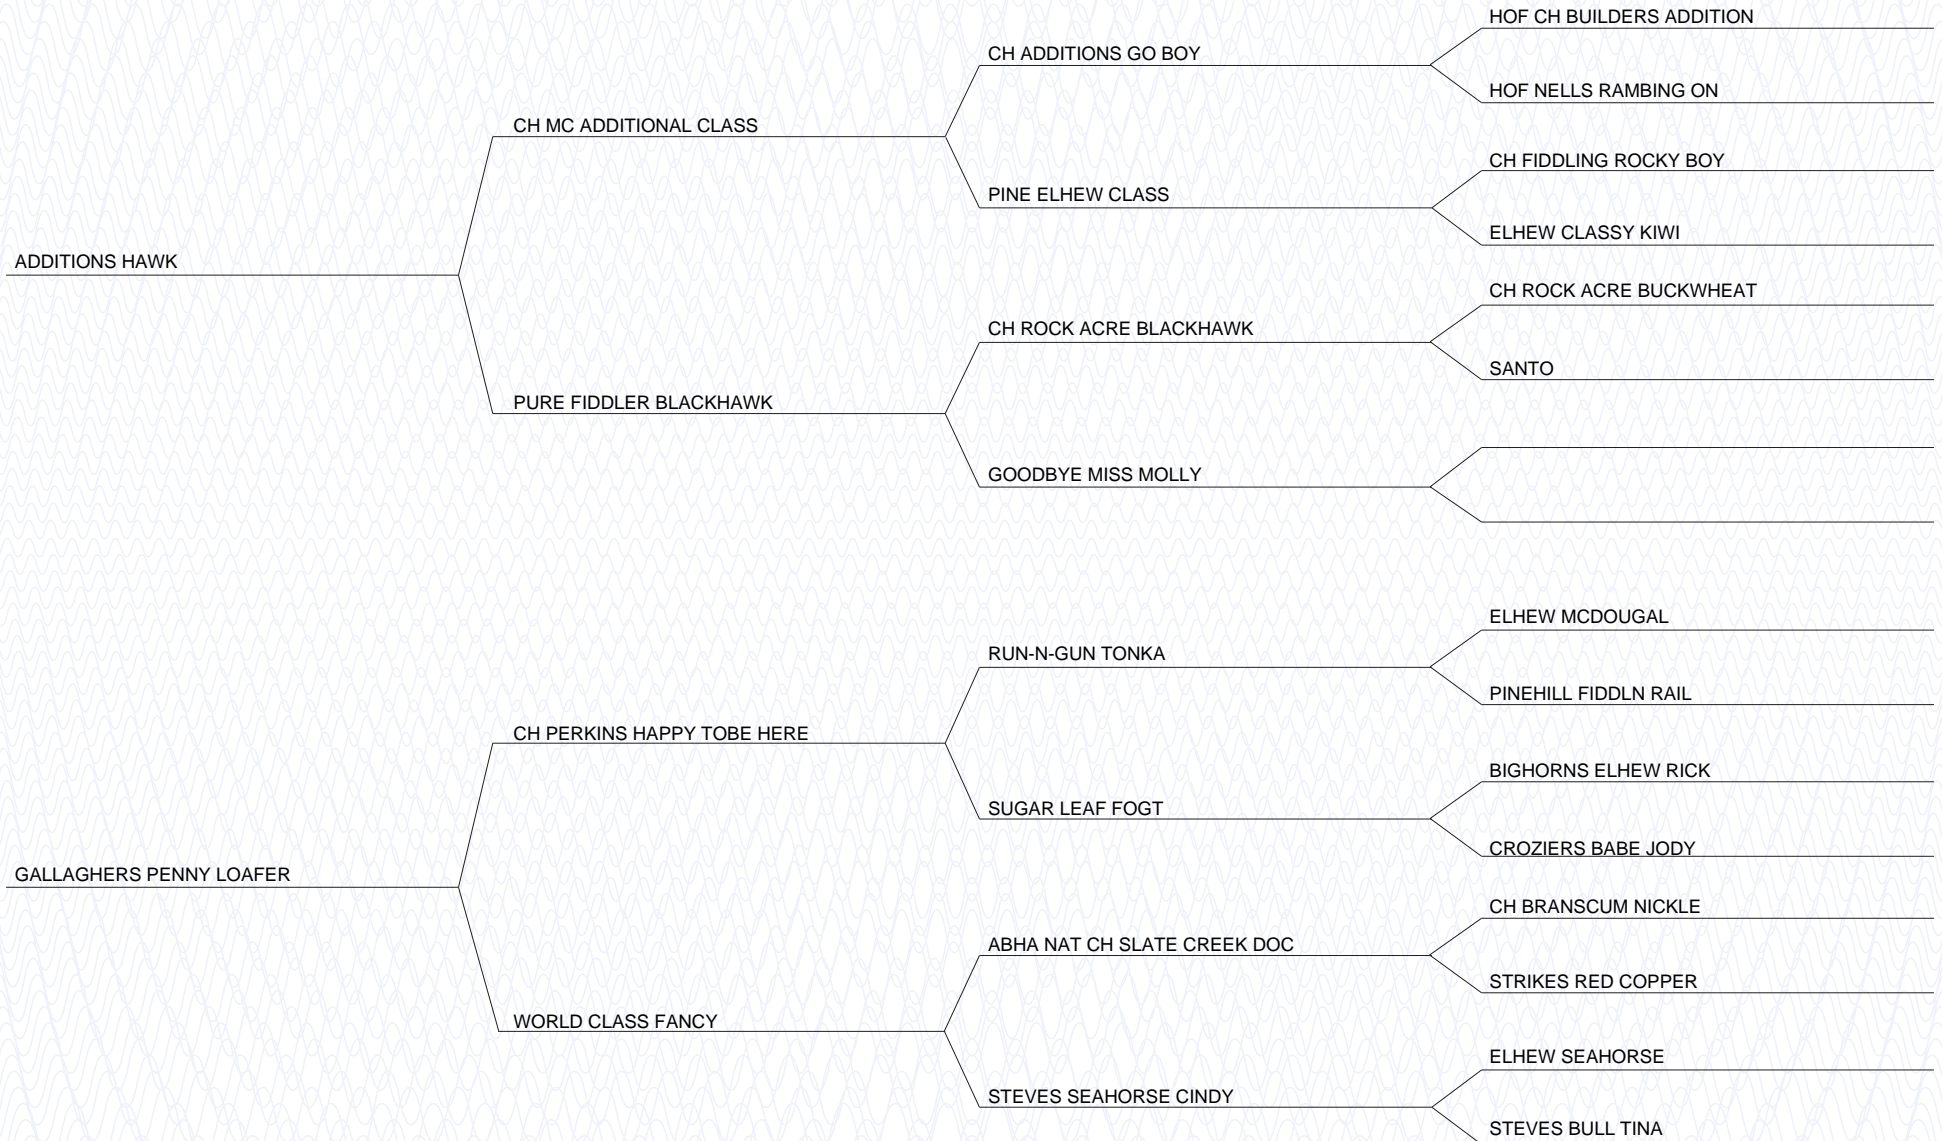 HOF CH BUILDERS ADDITION
CH ADDITIONS GO BOY
HOF NELLS RAMBING ON
CH MC ADDITIONAL CLASS
CH FIDDLING ROCKY BOY
PINE ELHEW CLASS
ELHEW CLASSY KIWI
ADDITIONS HAWK
CH ROCK ACRE BUCKWHEAT
CH ROCK ACRE BLACKHAWK
SANTO
PURE FIDDLER BLACKHAWK
GOODBYE MISS MOLLY
ELHEW MCDOUGAL
RUN-N-GUN TONKA
PINEHILL FIDDLN RAIL
CH PERKINS HAPPY TOBE HERE
BIGHORNS ELHEW RICK
SUGAR LEAF FOGT
CROZIERS BABE JODY
GALLAGHERS PENNY LOAFER
CH BRANSCUM NICKLE
ABHA NAT CH SLATE CREEK DOC
STRIKES RED COPPER
WORLD CLASS FANCY
ELHEW SEAHORSE
STEVES SEAHORSE CINDY
STEVES BULL TINA